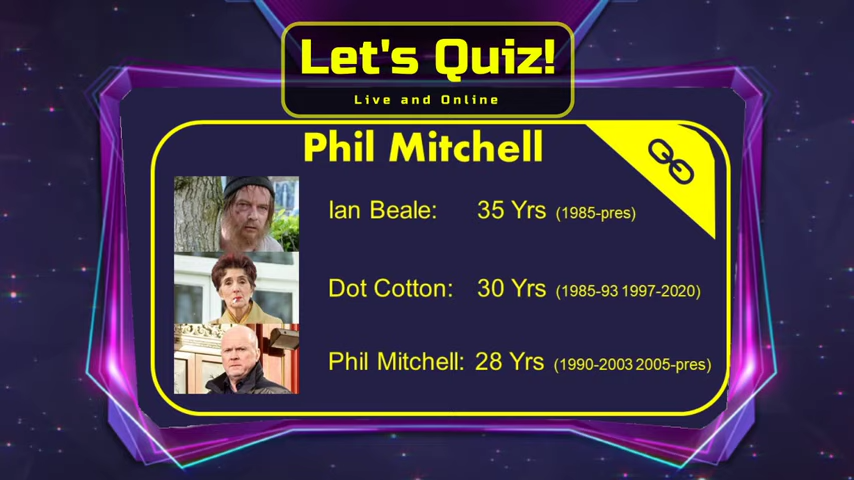 Let's Quiz!
Live and Online
Phil Mitchell
Ian Beale: 35 Yrs (1985-pres)
Dot Cotton: 30 Yrs (1985-93 1997-2020)
Phil Mitchell: 28 Yrs (1990-2003 2005-pres)